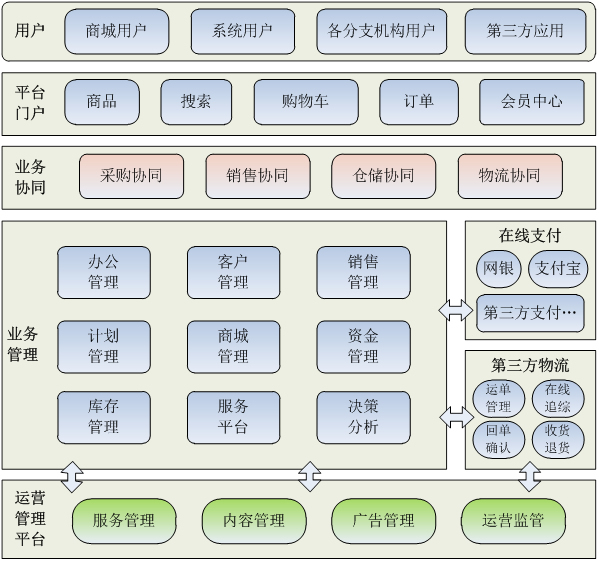 用户
商城用户
系统用户
各分支机构用户
第三方应用
平台
门户
商品
搜索
购物车
订单
会员中心
业务
协同
采购协同
销售协同
仓储协同
物流协同
业务
管理
办公
管理
客户
管理
销售
管理
计划
管理
商城
管理
资金
管理
库存
管理
服务
平台
决策
分析
在线支付
网银
支付宝
第三方支付…
第三方物流
运单
管理
在线
追综
回单
确认
收货
退货
运营
管理
平台
服务管理
内容管理
广告管理
运营监管